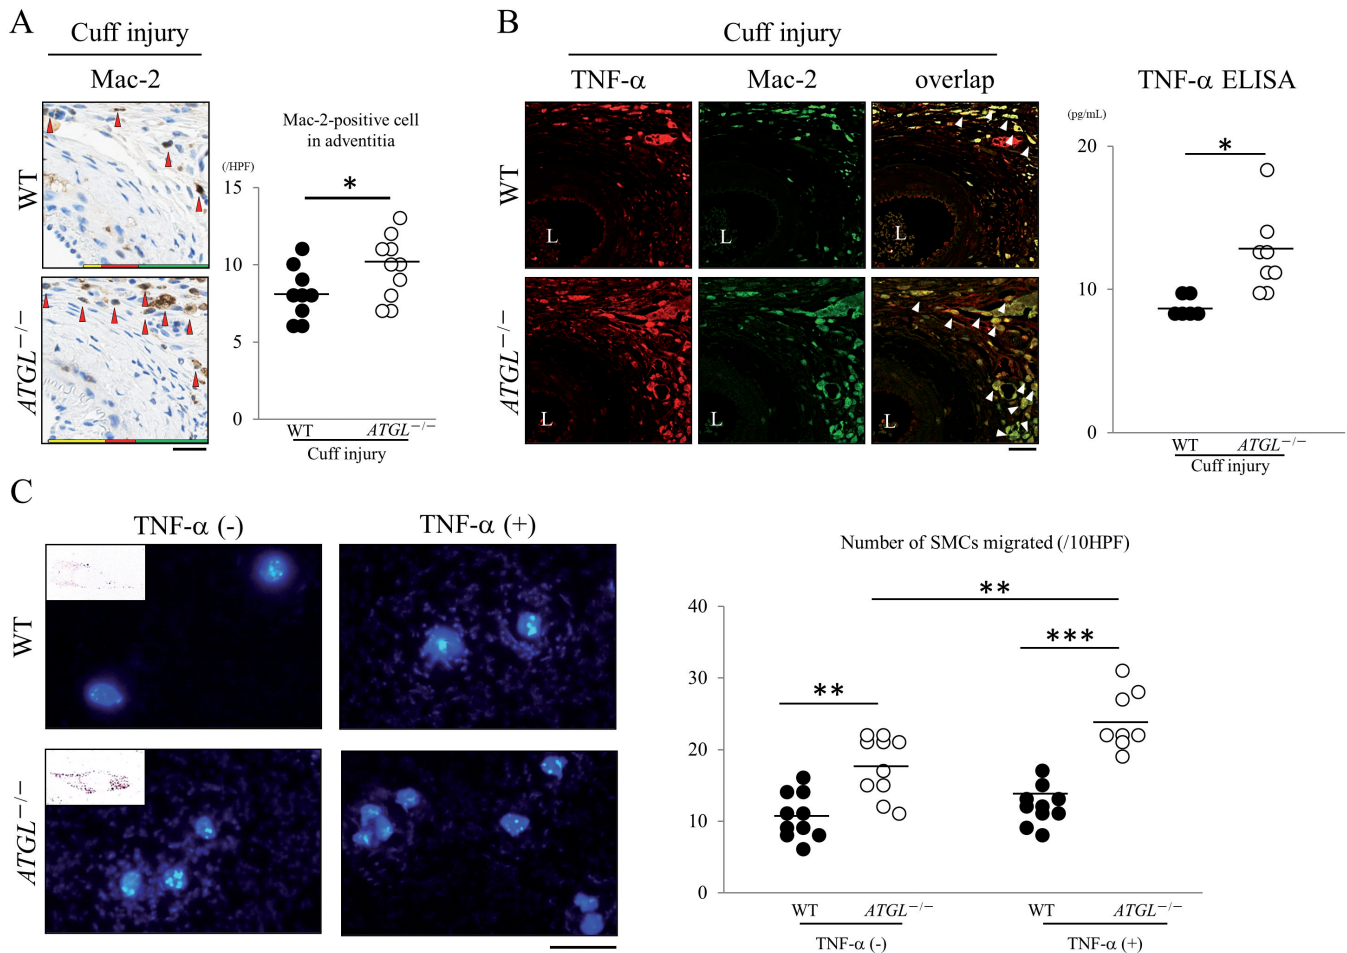 A
Cuff injury
Mac-2
WT
ATGL−/−
Mac-2-positive cell
in adventitia
(/HPF)
15
*
10
5
0
WT ATGL−/−
Cuff injury
B
Cuff injury
TNF-α Mac-2 overlap
WT
L L L
ATGL−/−
L L L
TNF-α ELISA
(pg/mL)
20
*
10
0
WT ATGL−/−
Cuff injury
C
TNF-α (-) TNF-α (+)
WT
ATGL−/−
Number of SMCs migrated (/10HPF)
**
40
***
30
**
20
10
0
WT ATGL−/− WT ATGL−/−
TNF-α (-) TNF-α (+)